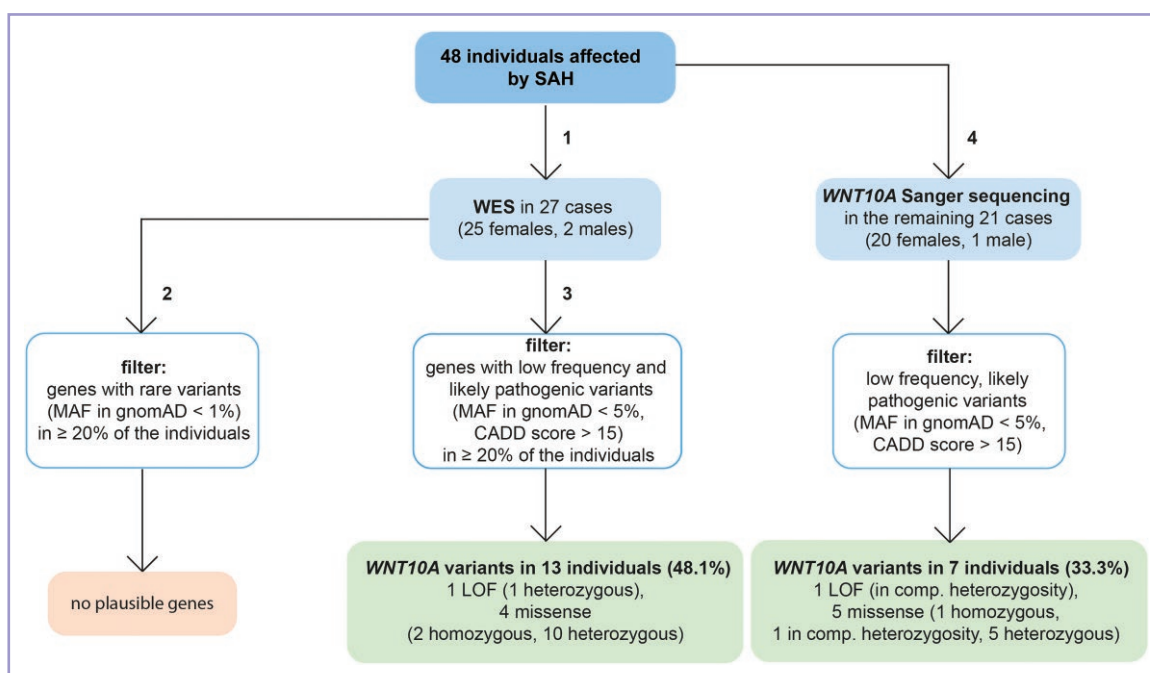 48 individuals affected
by SAH
1
4
WES in 27 cases
(25 females, 2 males)
WNT10A Sanger sequencing
in the remaining 21 cases
(20 females, 1 male)
2
3
filter:
genes with rare variants
(MAF in gnomAD < 1%)
in ≥ 20% of the individuals
filter:
genes with low frequency and
likely pathogenic variants
(MAF in gnomAD < 5%,
CADD score > 15)
in ≥ 20% of the individuals
filter:
low frequency, likely
pathogenic variants
(MAF in gnomAD < 5%,
CADD score > 15)
no plausible genes
WNT10A variants in 13 individuals (48.1%)
1 LOF (1 heterozygous),
4 missense
(2 homozygous, 10 heterozygous)
WNT10A variants in 7 individuals (33.3%)
1 LOF (in comp. heterozygosity),
5 missense (1 homozygous,
1 in comp. heterozygosity, 5 heterozygous)